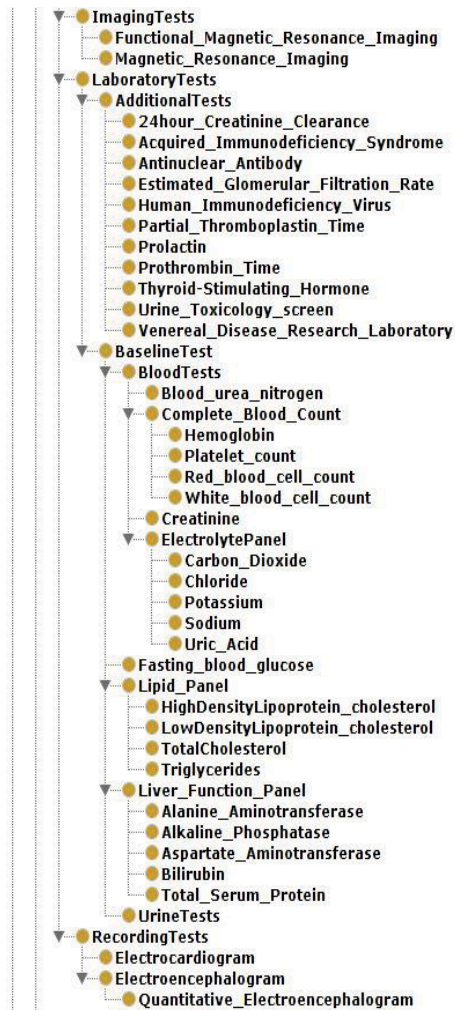 ImagingTests
Functional_Magnetic_Resonance_Imaging
Magnetic_Resonance_Imaging
LaboratoryTests
AdditionalTests
24hour_Creatinine_Clearance
Acquired_Immunodeficiency_Syndrome
Antinuclear_Antibody
Estimated_Glomerular_Filtration_Rate
Human_Immunodeficiency_Virus
Partial_Thromboplastin_Time
Prolactin
Prothrombin_Time
Thyroid-Stimulating_Hormone
Urine_Toxicology_screen
Venereal_Disease_Research_Laboratory
BaselineTest
BloodTests
Blood_urea_nitrogen
Complete_Blood_Count
Hemoglobin
Platelet_count
Red_blood_cell_count
White_blood_cell_count
Creatinine
ElectrolytePanel
Carbon_Dioxide
Chloride
Potassium
Sodium
Uric_Acid
Fasting_blood_glucose
Lipid_Panel
HighDensityLipoprotein_cholesterol
LowDensityLipoprotein_cholesterol
TotalCholesterol
Triglycerides
Liver_Function_Panel
Alanine_Aminotransferase
Alkaline_Phosphatase
Aspartate_Aminotransferase
Bilirubin
Total_Serum_Protein
UrineTests
RecordingTests
Electrocardiogram
Electroencephalogram
Quantitative_Electroencephalogram